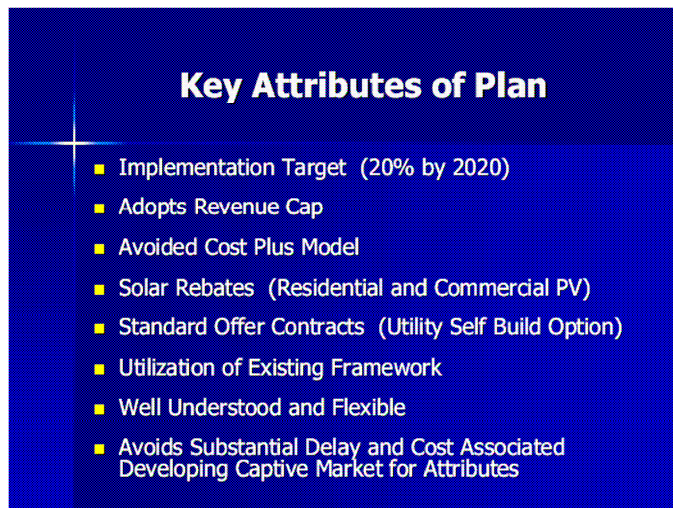 Key Attributes of Plan
Implementation Target (20% by 2020)
Adopts Revenue Cap
Avoided Cost Plus Model
Solar Rebates (Residential and Commercial PV)
Standard Offer Contracts (Utility Self Build Option)
Utilization of Existing Framework
Well Understood and Flexible
Avoids Substantial Delay and Cost Associated
Developing Captive Market for Attributes